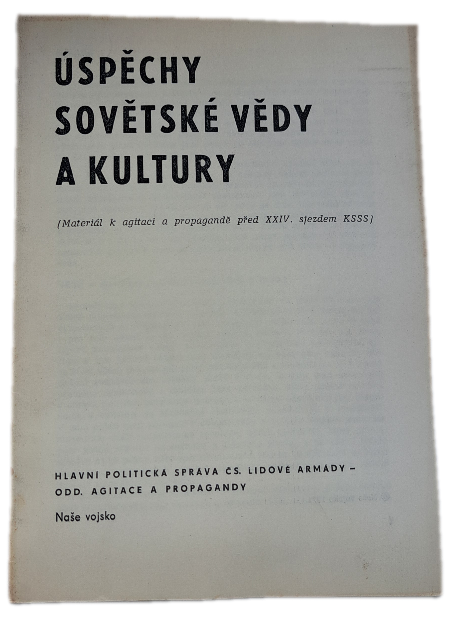 ÚSPĚCHY
SOVĚTSKÉ VĚDY
A KULTURY
(Materiál k agitaci a propagandě před XXIV. sjezdem KSSS)
HLAVNÍ POLITICKÁ SPRÁVA ČS. LIDOVÉ ARMÁDY –
ODD. AGITACE A PROPAGANDY
Naše vojsko